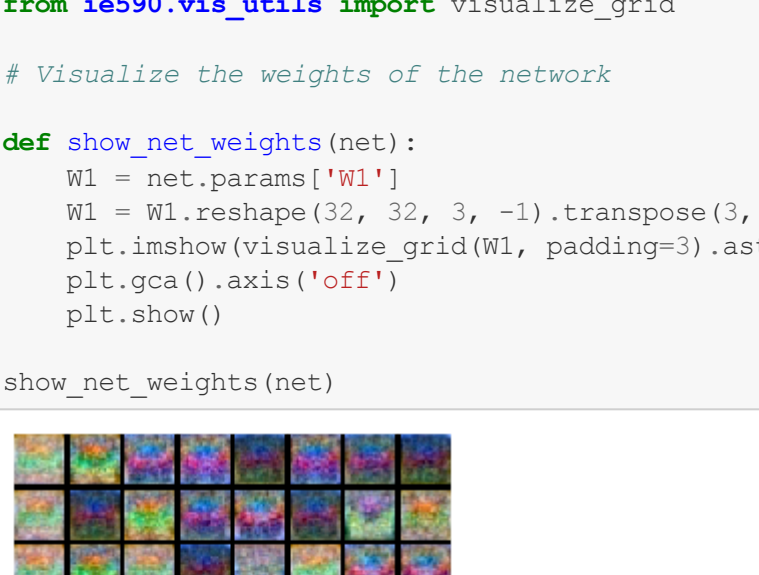 from ie590.vis_utils import visualize_grid
# Visualize the weights of the network
def show_net_weights(net):
    W1 = net.params['W1']
    W1 = W1.reshape(32, 32, 3, -1).transpose(3,
    plt.imshow(visualize_grid(W1, padding=3).ast
    plt.gca().axis('off')
    plt.show()
show_net_weights(net)